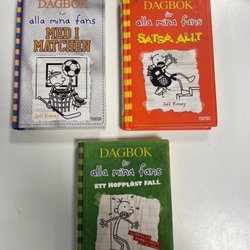 DAGBOK
för
alla mina fans
MED I
MATCHEN
Jeff Kinney
DAGBOK
för
alla mina fans
SATSA ALLT
Jeff Kinney
DAGBOK
för
alla mina fans
ETT HOPPLÖST FALL